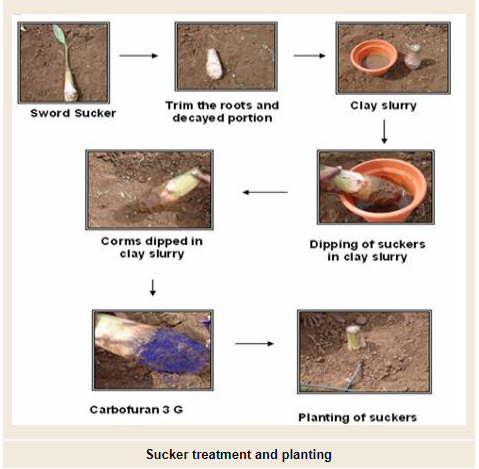 Sword Sucker
Trim the roots and
decayed portion
Clay slurry
Dipping of suckers
in clay slurry
Corms dipped in
clay slurry
Carbofuran 3 G
Planting of suckers
Sucker treatment and planting